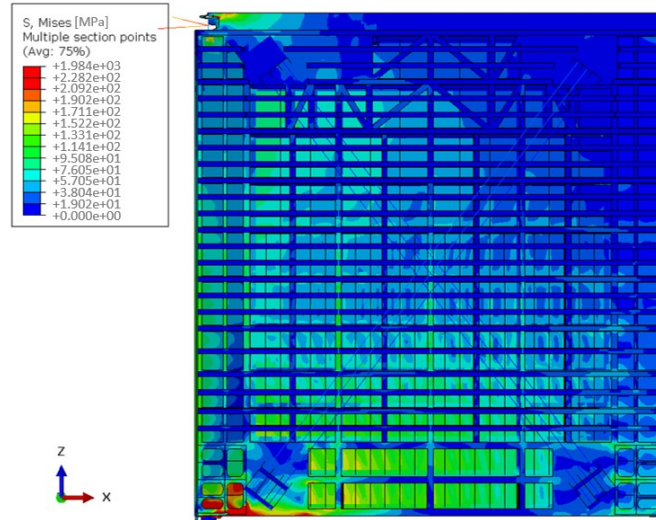 S, Mises [MPa]
Multiple section points
(Avg: 75%)
+1.984e+03
+2.282e+02
+2.092e+02
+1.902e+02
+1.711e+02
+1.522e+02
+1.331e+02
+1.141e+02
+9.508e+01
+7.605e+01
+5.705e+01
+3.804e+01
+1.902e+01
+0.000e+00
Z
X